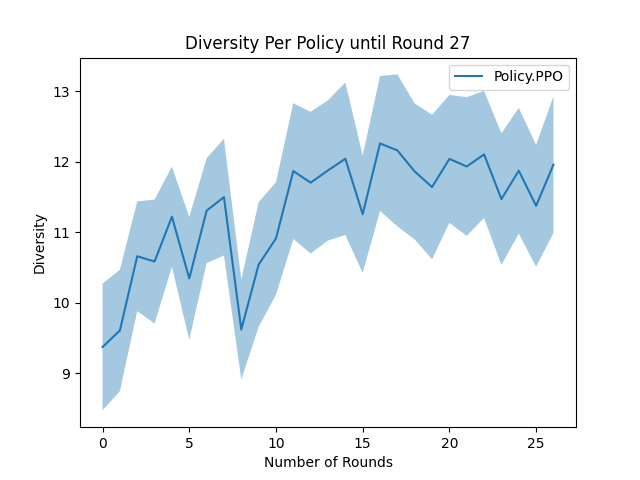 Diversity Per Policy until Round 27
Policy.PPO
13
12
11
10
9
Diversity
0 5 10 15 20 25
Number of Rounds